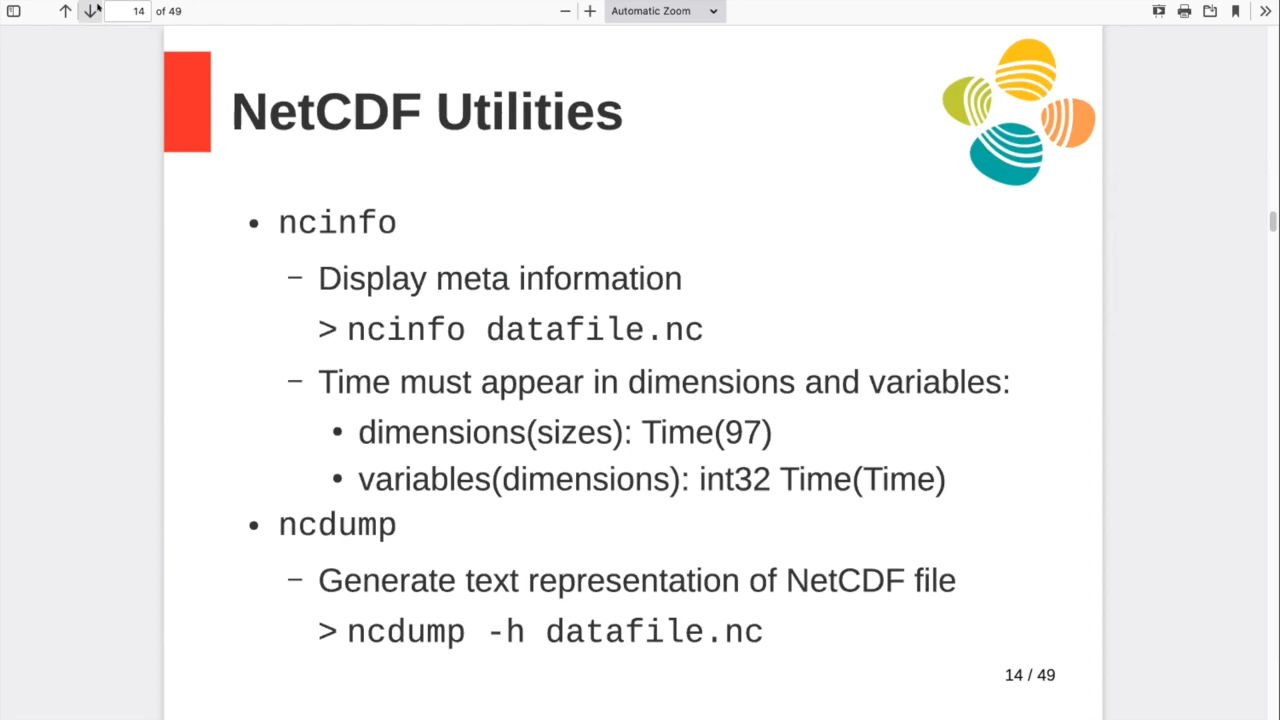 14 of 49
Automatic Zoom
NetCDF Utilities
• ncinfo
– Display meta information
> ncinfo datafile.nc
– Time must appear in dimensions and variables:
• dimensions(sizes): Time(97)
• variables(dimensions): int32 Time(Time)
• ncdump
– Generate text representation of NetCDF file
> ncdump -h datafile.nc
14 / 49